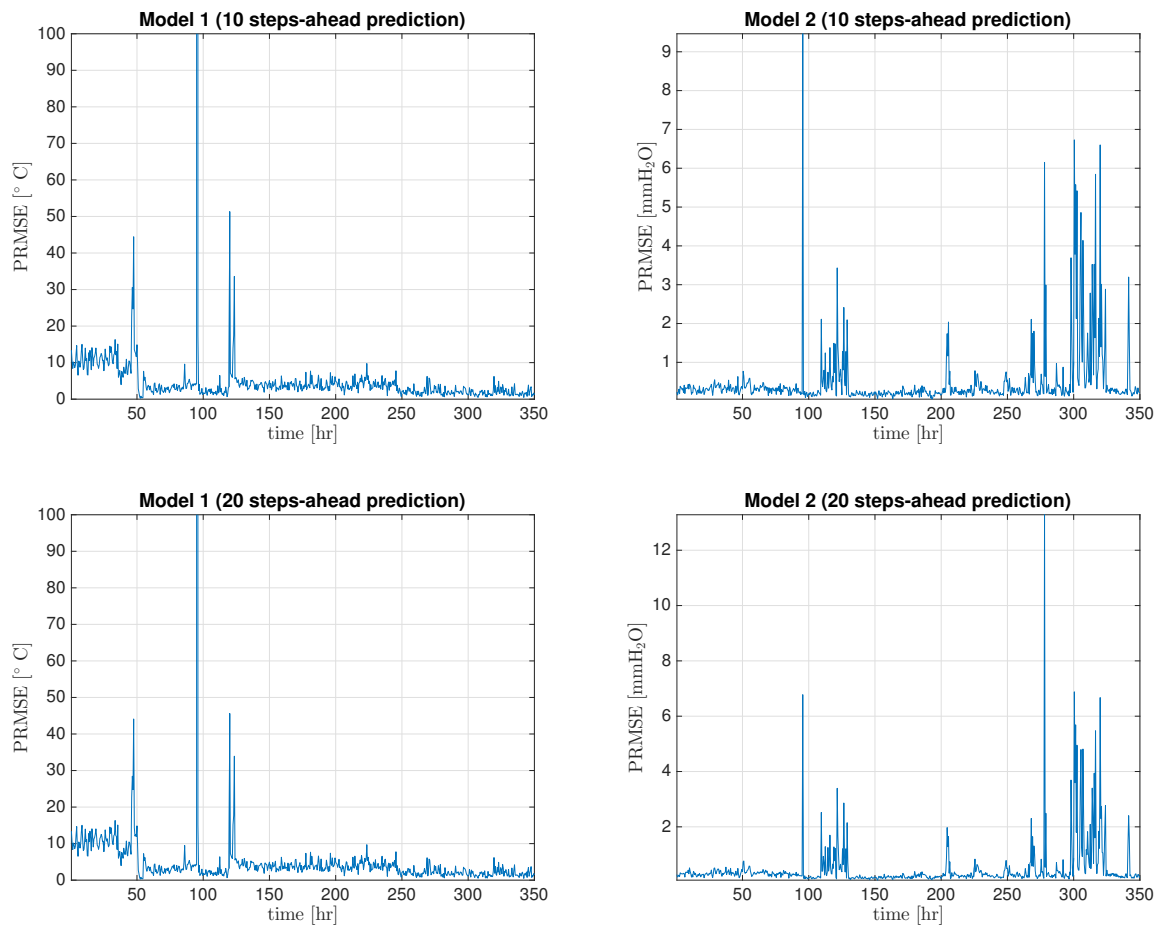 Model 1 (10 steps-ahead prediction)
100
90
80
70
60
50
40
30
20
10
0
PRMSE [° C]
50 100 150 200 250 300 350
time [hr]
Model 2 (10 steps-ahead prediction)
9
8
7
6
5
4
3
2
1
PRMSE [mmH₂O]
50 100 150 200 250 300 350
time [hr]
Model 1 (20 steps-ahead prediction)
100
90
80
70
60
50
40
30
20
10
0
PRMSE [° C]
50 100 150 200 250 300 350
time [hr]
Model 2 (20 steps-ahead prediction)
12
10
8
6
4
2
PRMSE [mmH₂O]
50 100 150 200 250 300 350
time [hr]